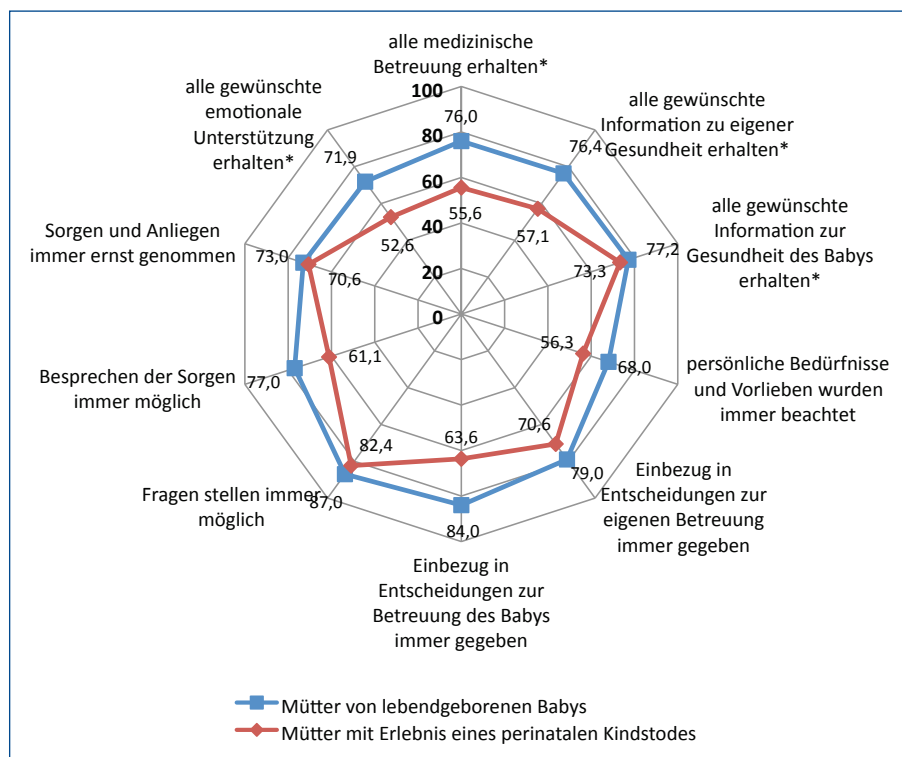 alle medizinische
Betreuung erhalten*
alle gewünschte
emotionale
Unterstützung
erhalten*
alle gewünschte
Information zu eigener
Gesundheit erhalten*
alle gewünschte
Information zur
Gesundheit des Babys
erhalten*
Sorgen und Anliegen
immer ernst genommen
persönliche Bedürfnisse
und Vorlieben wurden
immer beachtet
Besprechen der Sorgen
immer möglich
Einbezug in
Entscheidungen zur
eigenen Betreuung
immer gegeben
Fragen stellen immer
möglich
Einbezug in
Entscheidungen zur
Betreuung des Babys
immer gegeben
100
80
60
40
20
0
76,0
76,4
77,2
68,0
79,0
84,0
87,0
77,0
73,0
71,9
55,6
57,1
73,3
56,3
70,6
63,6
82,4
61,1
70,6
52,6
Mütter von lebendgeborenen Babys
Mütter mit Erlebnis eines perinatalen Kindstodes